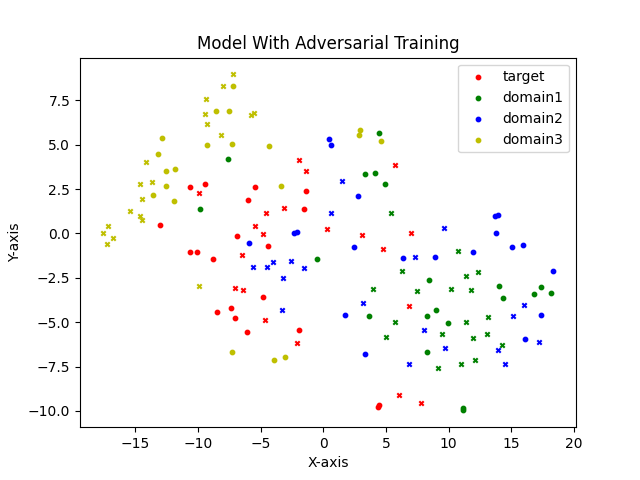 Model With Adversarial Training
target
domain1
domain2
domain3
Y-axis
7.5
5.0
2.5
0.0
−2.5
−5.0
−7.5
−10.0
−15 −10 −5 0 5 10 15 20
X-axis